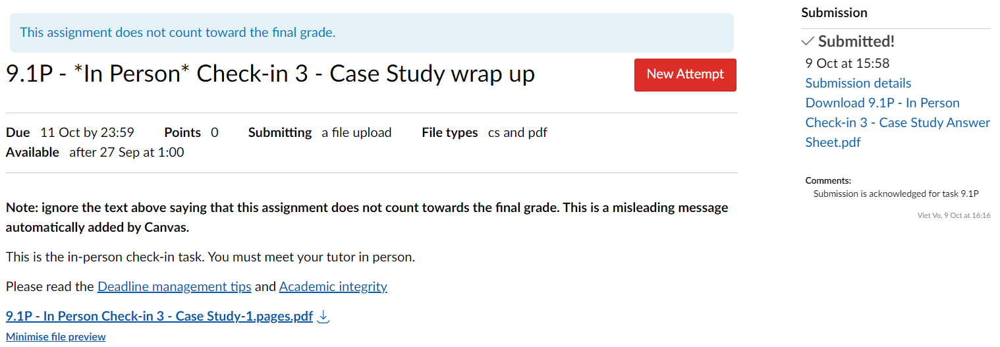 This assignment does not count toward the final grade.
9.1P - *In Person* Check-in 3 - Case Study wrap up
New Attempt
Due 11 Oct by 23:59 Points 0 Submitting a file upload File types cs and pdf
Available after 27 Sep at 1:00
Note: ignore the text above saying that this assignment does not count towards the final grade. This is a misleading message
automatically added by Canvas.
This is the in-person check-in task. You must meet your tutor in person.
Please read the Deadline management tips and Academic integrity
9.1P - In Person Check-in 3 - Case Study-1.pages.pdf
Minimise file preview
Submission
Submitted!
9 Oct at 15:58
Submission details
Download 9.1P - In Person
Check-in 3 - Case Study Answer
Sheet.pdf
Comments:
Submission is acknowledged for task 9.1P
Viet Vo, 9 Oct at 16:16